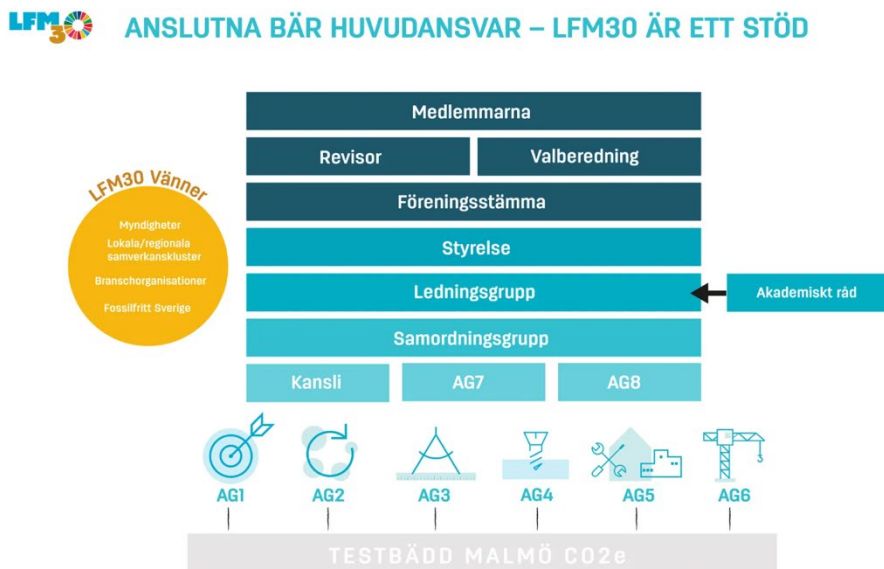 LFM30
ANSLUTNA BÄR HUVUDANSVAR – LFM30 ÄR ETT STÖD
Medlemmarna
Revisor
Valberedning
Föreningsstämma
Styrelse
Ledningsgrupp
Akademiskt råd
Samordningsgrupp
Kansli
AG7
AG8
LFM30 Vänner
Myndigheter
Lokala/regionala
samverkanskluster
Branschorganisationer
Fossilfritt Sverige
AG1
AG2
AG3
AG4
AG5
AG6
TESTBÄDD MALMÖ CO2e